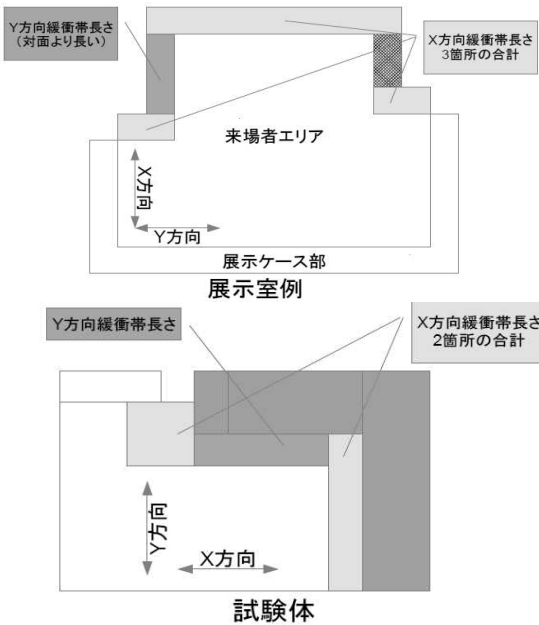 Y方向緩衝帯長さ
(対面より長い)
X方向緩衝帯長さ
3箇所の合計
来場者エリア
X方向
Y方向
展示ケース部
展示室例
Y方向緩衝帯長さ
X方向緩衝帯長さ
2箇所の合計
Y方向
X方向
試験体